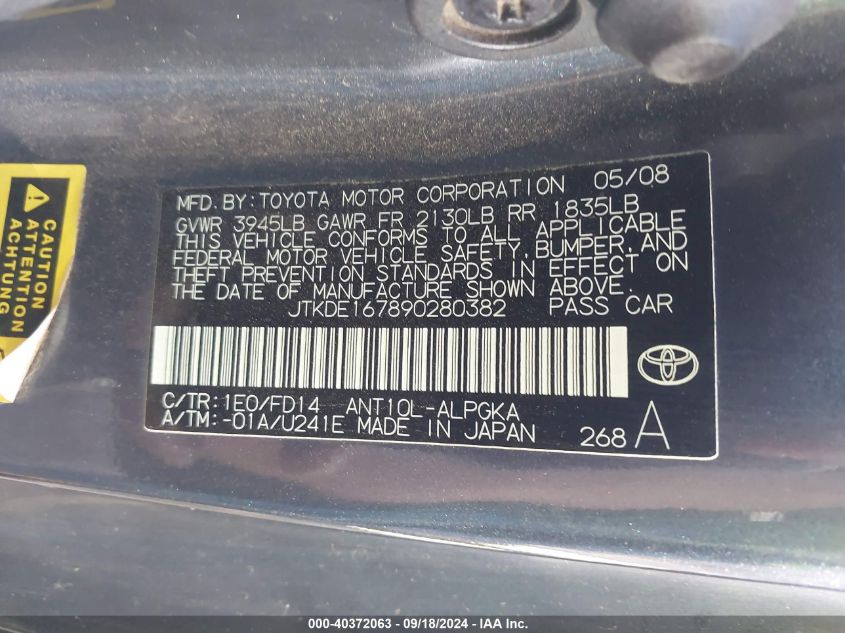 CAUTION
ATTENTION
ACHTUNG
MFD. BY: TOYOTA MOTOR CORPORATION 05/08
GVWR 3945LB GAWR FR 2130LB RR 1835LB
THIS VEHICLE CONFORMS TO ALL APPLICABLE
FEDERAL MOTOR VEHICLE SAFETY, BUMPER, AND
THEFT PREVENTION STANDARDS IN EFFECT ON
THE DATE OF MANUFACTURE SHOWN ABOVE.
JTKDE167890280382 PASS CAR
C/TR: 1E0/FD14 ANT10L-ALPGKA
A/TM: -01A/U241E MADE IN JAPAN
268 A
000-40372063 - 09/18/2024 - IAAI, Inc.